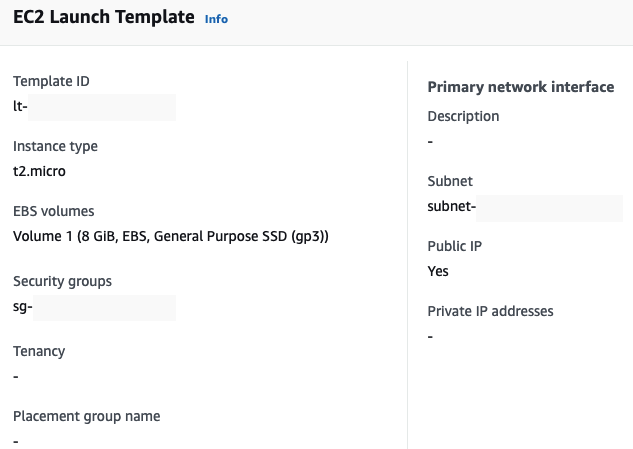 EC2 Launch Template Info
Template ID
lt-
Instance type
t2.micro
EBS volumes
Volume 1 (8 GiB, EBS, General Purpose SSD (gp3))
Security groups
sg-
Tenancy
-
Placement group name
-
Primary network interface
Description
-
Subnet
subnet-
Public IP
Yes
Private IP addresses
-